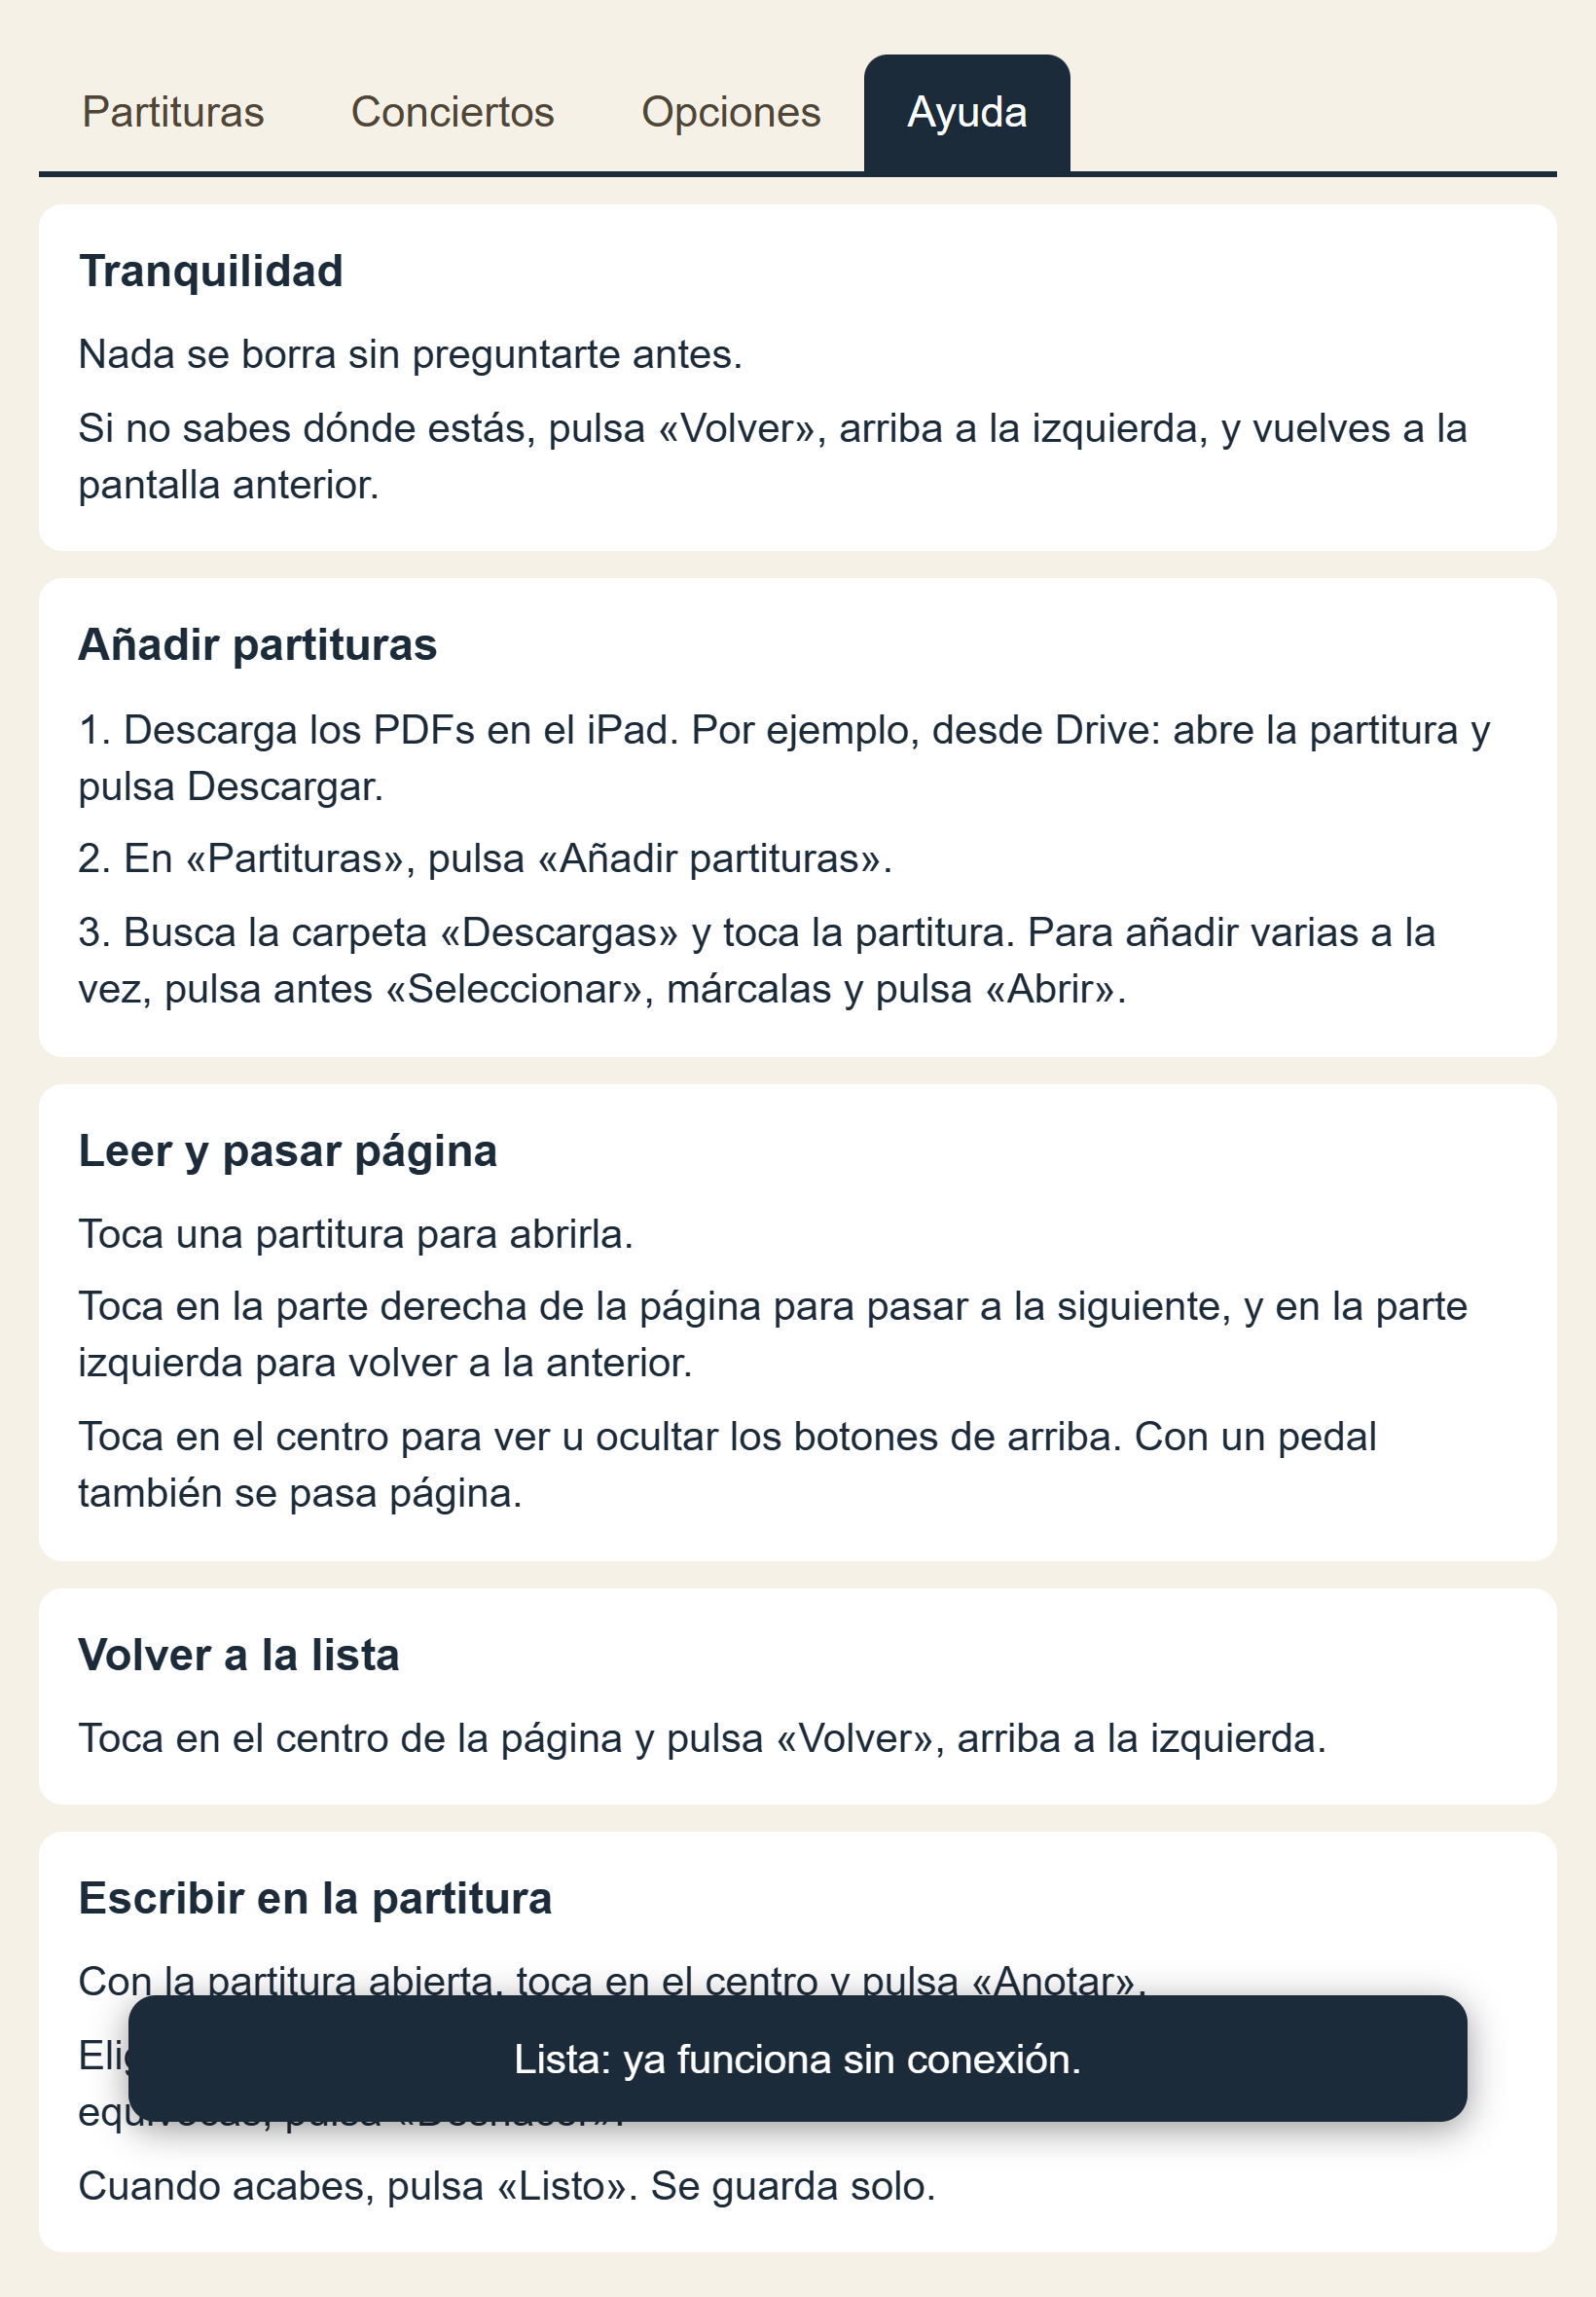 Partituras Conciertos Opciones Ayuda
Tranquilidad
Nada se borra sin preguntarte antes.
Si no sabes dónde estás, pulsa «Volver», arriba a la izquierda, y vuelves a la
pantalla anterior.
Añadir partituras
1. Descarga los PDFs en el iPad. Por ejemplo, desde Drive: abre la partitura y
pulsa Descargar.
2. En «Partituras», pulsa «Añadir partituras».
3. Busca la carpeta «Descargas» y toca la partitura. Para añadir varias a la
vez, pulsa antes «Seleccionar», márcalas y pulsa «Abrir».
Leer y pasar página
Toca una partitura para abrirla.
Toca en la parte derecha de la página para pasar a la siguiente, y en la parte
izquierda para volver a la anterior.
Toca en el centro para ver u ocultar los botones de arriba. Con un pedal
también se pasa página.
Volver a la lista
Toca en el centro de la página y pulsa «Volver», arriba a la izquierda.
Escribir en la partitura
Con la partitura abierta, toca en el centro y pulsa «Anotar».
Lista: ya funciona sin conexión.
Cuando acabes, pulsa «Listo». Se guarda solo.